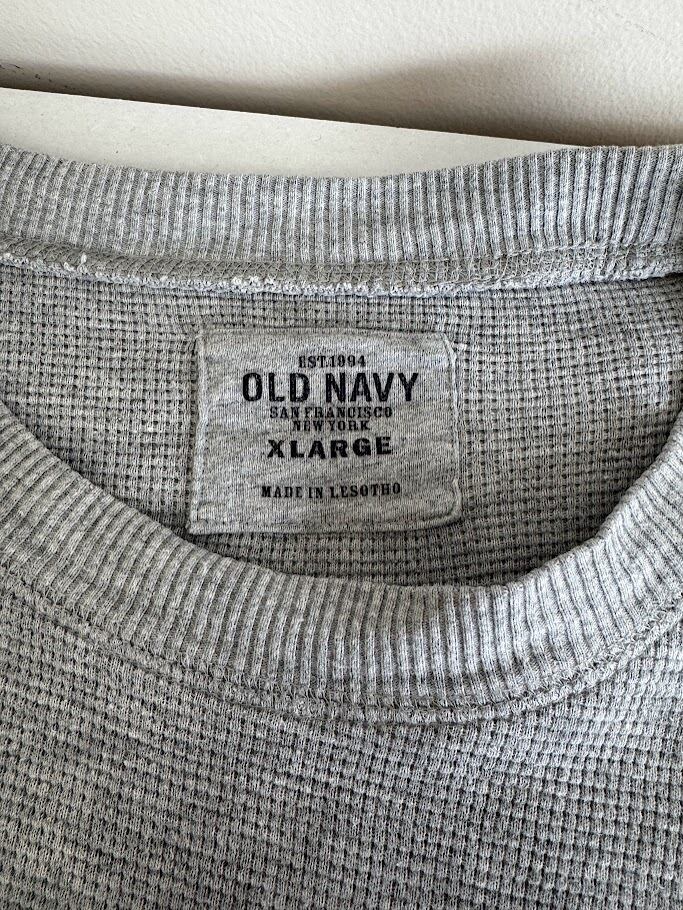 EST.1994
OLD NAVY
SAN FRANCISCO
NEW YORK
XLARGE
MADE IN LESOTHO